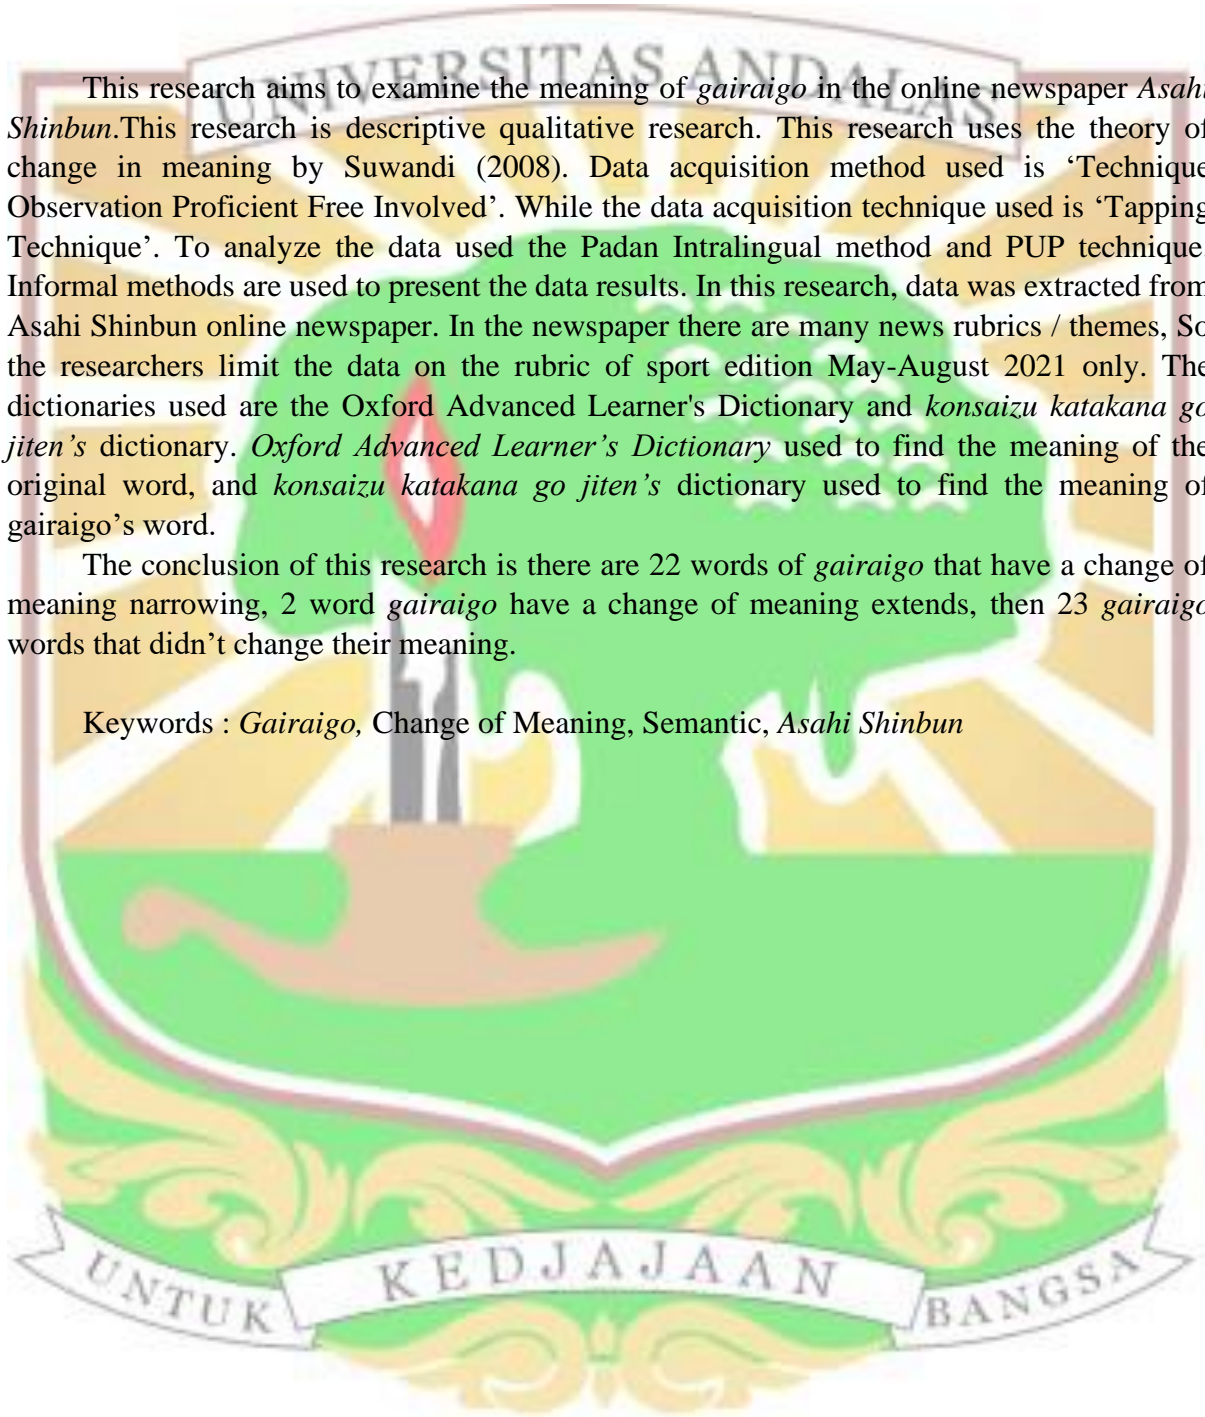 UNIVERSITAS ANDALAS
This research aims to examine the meaning of gairaigo in the online newspaper Asahi
Shinbun.This research is descriptive qualitative research. This research uses the theory of
change in meaning by Suwandi (2008). Data acquisition method used is ‘Technique
Observation Proficient Free Involved’. While the data acquisition technique used is ‘Tapping
Technique’. To analyze the data used the Padan Intralingual method and PUP technique.
Informal methods are used to present the data results. In this research, data was extracted from
Asahi Shinbun online newspaper. In the newspaper there are many news rubrics / themes, So
the researchers limit the data on the rubric of sport edition May-August 2021 only. The
dictionaries used are the Oxford Advanced Learner's Dictionary and konsaizu katakana go
jiten’s dictionary. Oxford Advanced Learner’s Dictionary used to find the meaning of the
original word, and konsaizu katakana go jiten’s dictionary used to find the meaning of
gairaigo’s word.
The conclusion of this research is there are 22 words of gairaigo that have a change of
meaning narrowing, 2 word gairaigo have a change of meaning extends, then 23 gairaigo
words that didn’t change their meaning.
Keywords : Gairaigo, Change of Meaning, Semantic, Asahi Shinbun
UNTUK KEDJAJAAN BANGSA